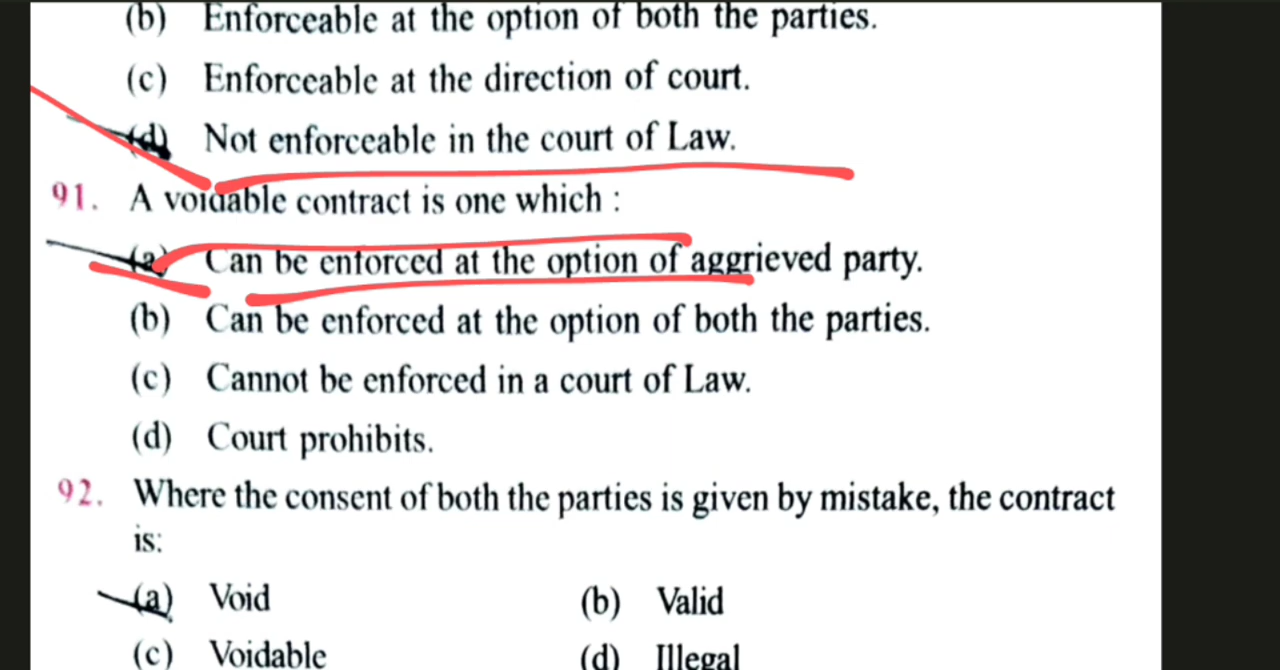 (b) Enforceable at the option of both the parties.
(c) Enforceable at the direction of court.
(d) Not enforceable in the court of Law.
91. A voidable contract is one which :
(a) Can be enforced at the option of aggrieved party.
(b) Can be enforced at the option of both the parties.
(c) Cannot be enforced in a court of Law.
(d) Court prohibits.
92. Where the consent of both the parties is given by mistake, the contract
is:
(a) Void (b) Valid
(c) Voidable (d) Illegal